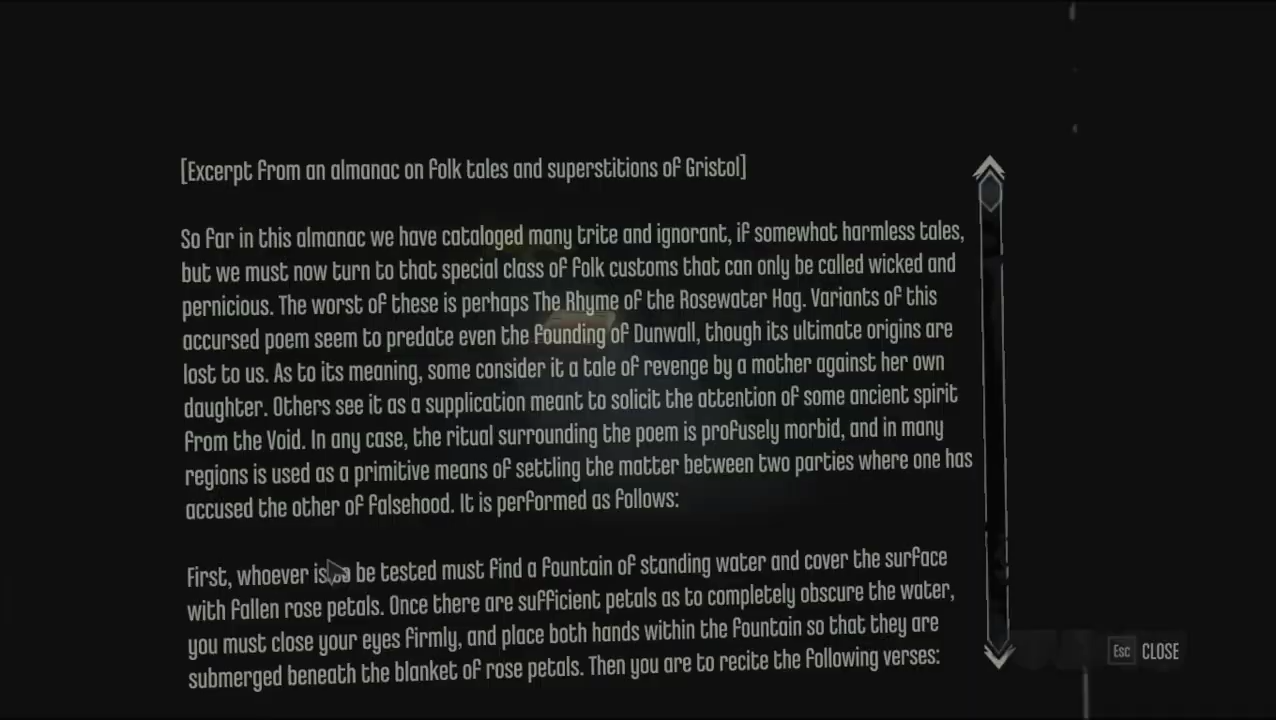 [Excerpt from an almanac on folk tales and superstitions of Gristol]
So far in this almanac we have cataloged many trite and ignorant, if somewhat harmless tales,
but we must now turn to that special class of folk customs that can only be called wicked and
pernicious. The worst of these is perhaps The Rhyme of the Rosewater Hag. Variants of this
accursed poem seem to predate even the founding of Dunwall, though its ultimate origins are
lost to us. As to its meaning, some consider it a tale of revenge by a mother against her own
daughter. Others see it as a supplication meant to solicit the attention of some ancient spirit
from the Void. In any case, the ritual surrounding the poem is profusely morbid, and in many
regions is used as a primitive means of settling the matter between two parties where one has
accused the other of falsehood. It is performed as follows:
First, whoever is to be tested must find a fountain of standing water and cover the surface
with fallen rose petals. Once there are sufficient petals as to completely obscure the water,
you must close your eyes firmly, and place both hands within the fountain so that they are
submerged beneath the blanket of rose petals. Then you are to recite the following verses:
Esc CLOSE